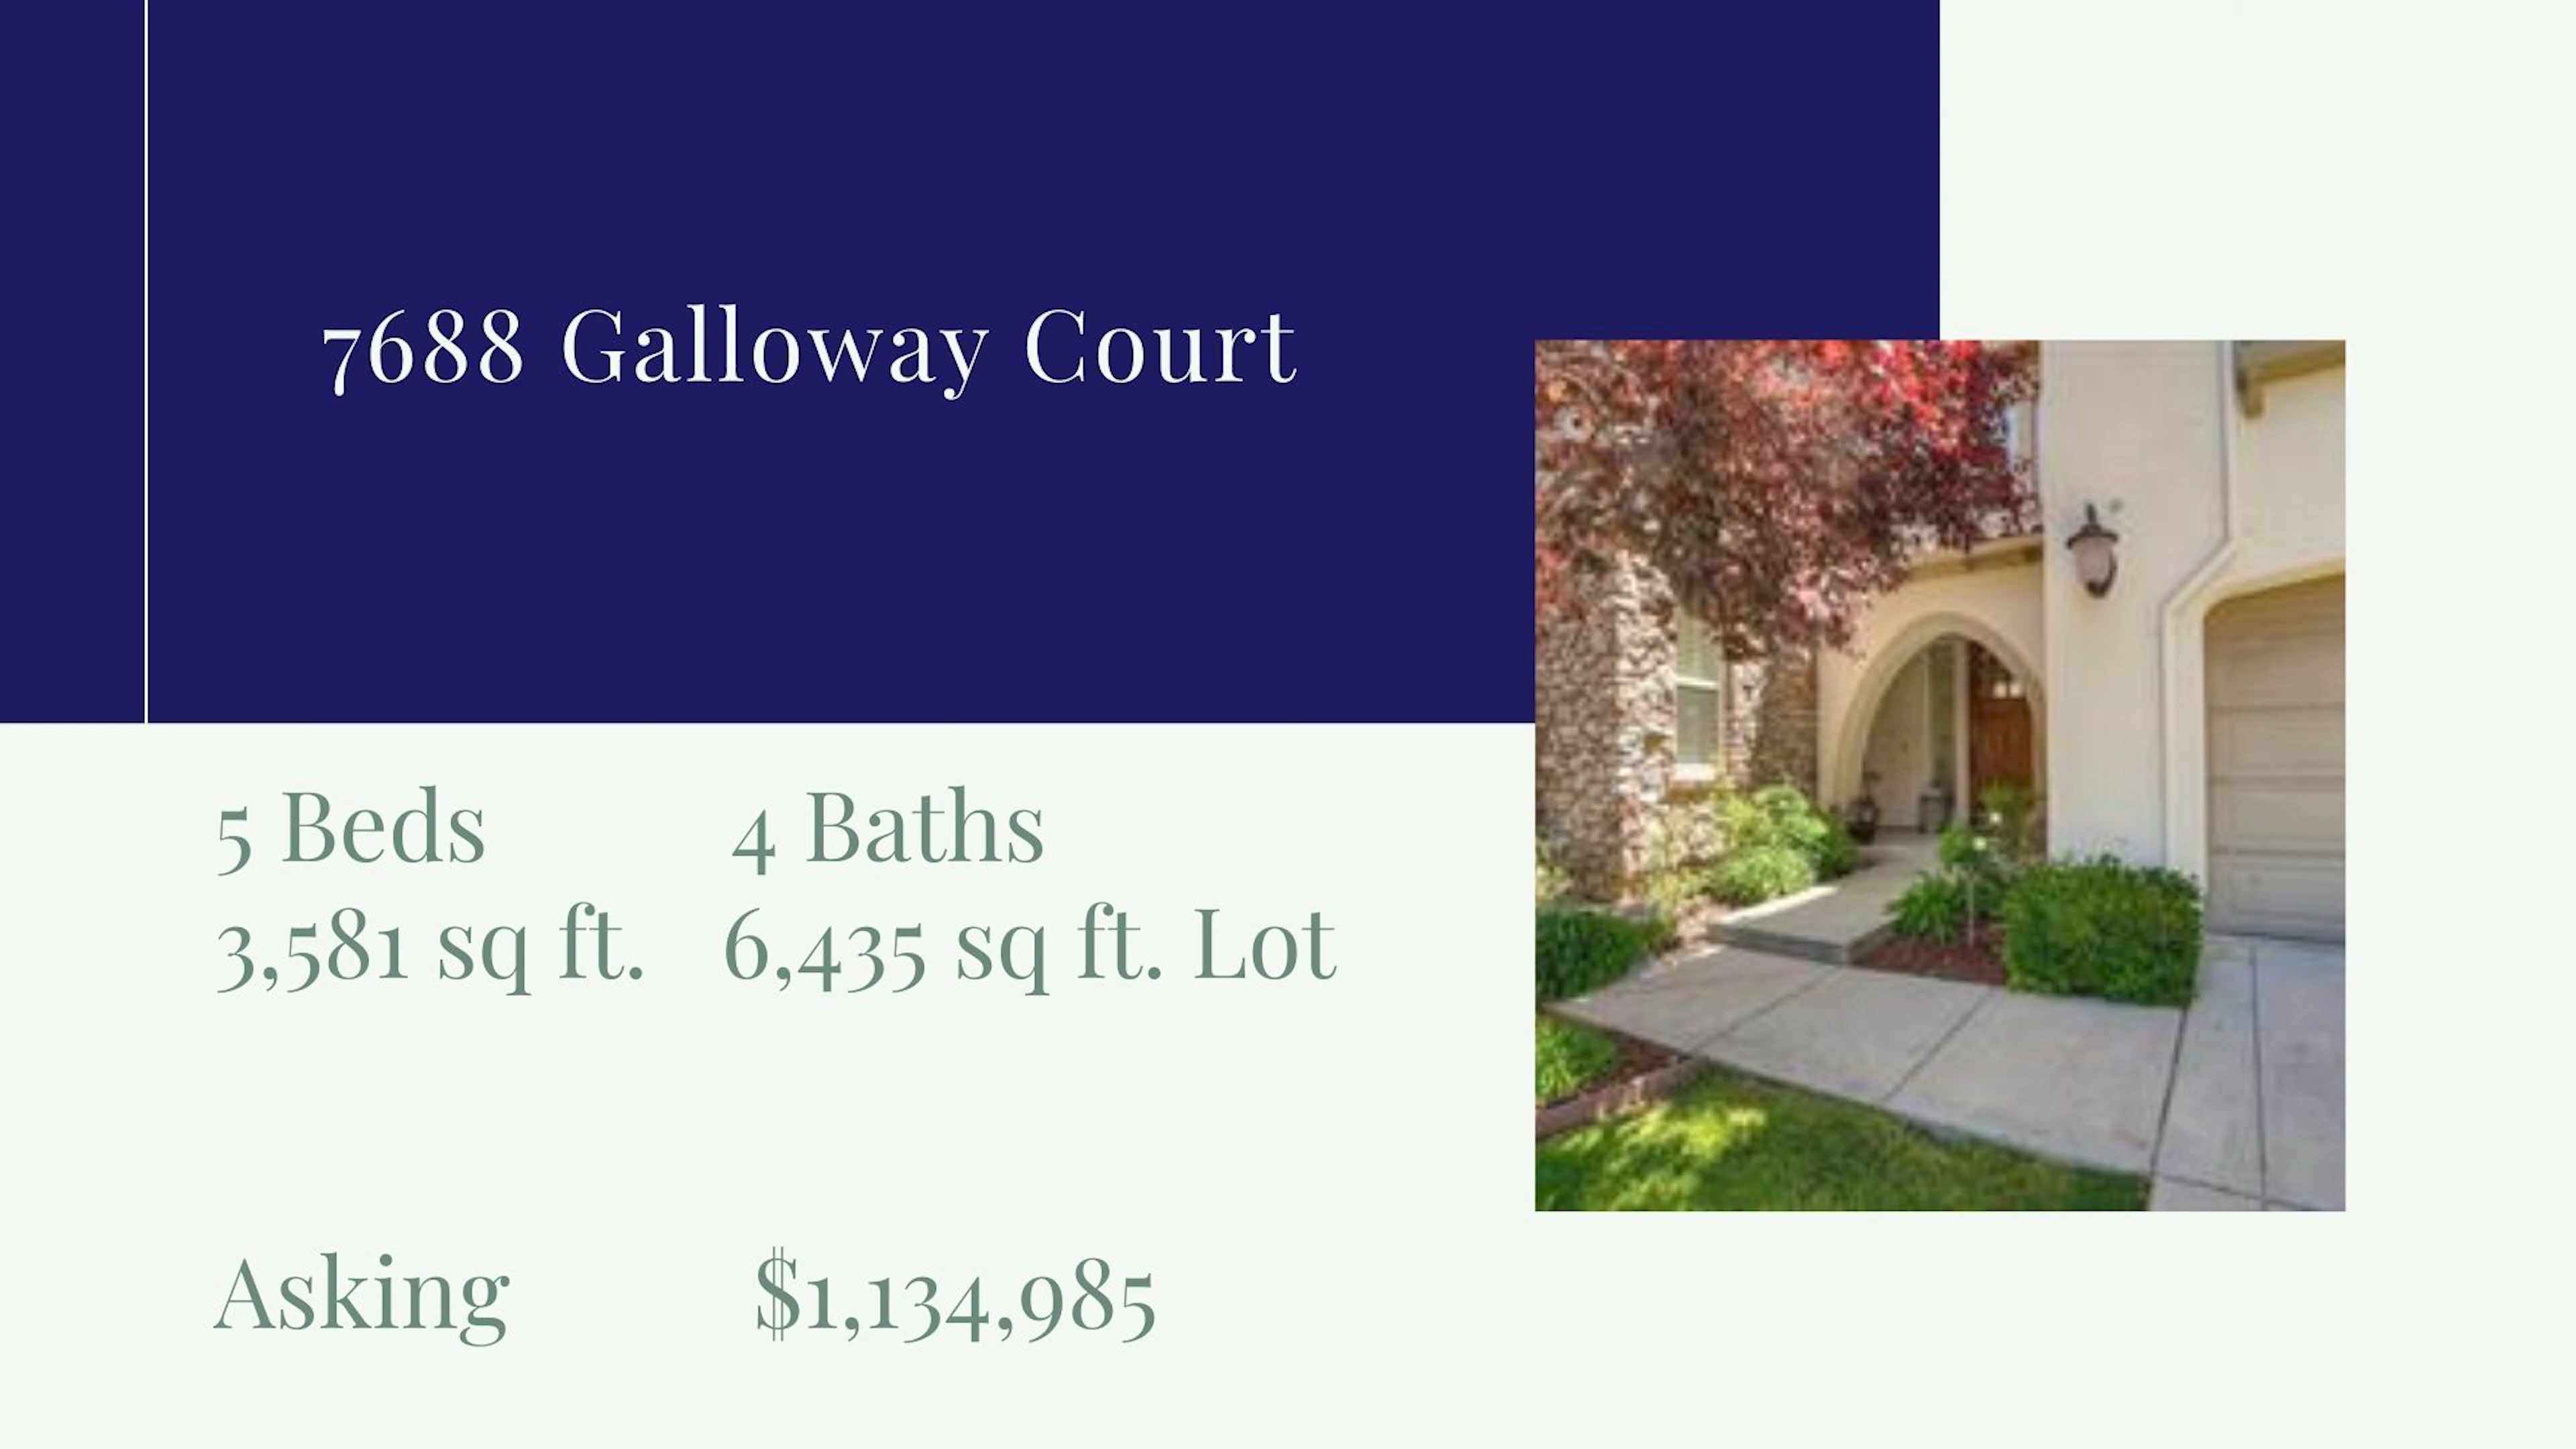 7688 Galloway Court
5 Beds 4 Baths
3,581 sq ft. 6,435 sq ft. Lot
Asking $1,134,985